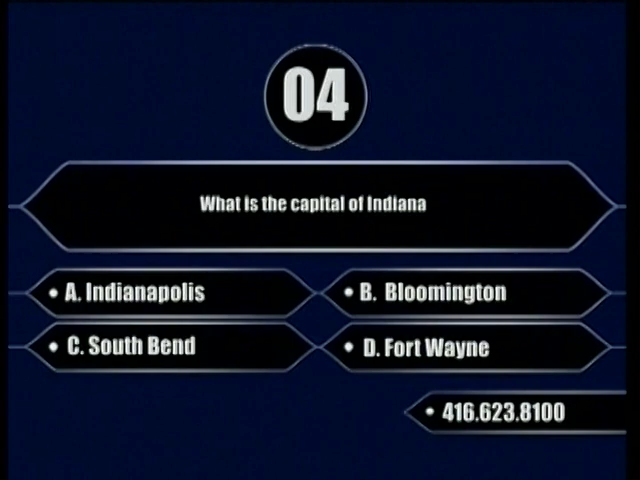 04
What is the capital of Indiana
• A. Indianapolis
• B. Bloomington
• C. South Bend
• D. Fort Wayne
• 416.623.8100